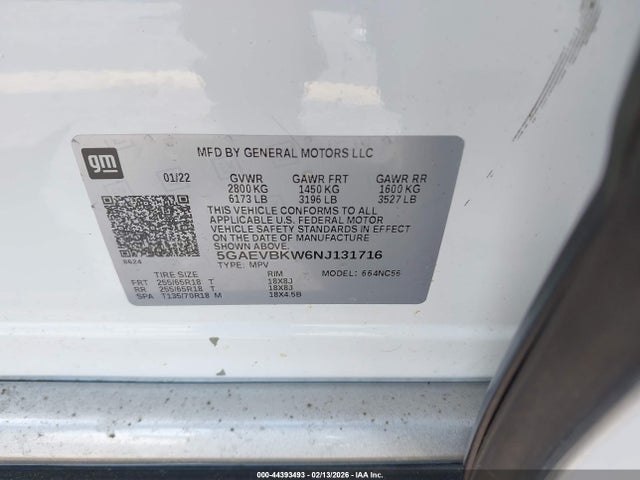 gm
MFD BY GENERAL MOTORS LLC
01/22 GVWR GAWR FRT GAWR RR
2800 KG 1450 KG 1600 KG
6173 LB 3196 LB 3527 LB
THIS VEHICLE CONFORMS TO ALL
APPLICABLE U.S. FEDERAL MOTOR
VEHICLE SAFETY STANDARDS IN
EFFECT ON THE DATE OF MANUFACTURE
SHOWN ABOVE.
5GAEVBKW6NJ131716
8624 TYPE: MPV MODEL: 664NC56
TIRE SIZE RIM
FRT 255/65R18 T 18X8J
RR 255/65R18 T 18X8J
SPA T135/70R18 M 18X4.5B
000-44393493 - 02/13/2026 - IAA Inc.